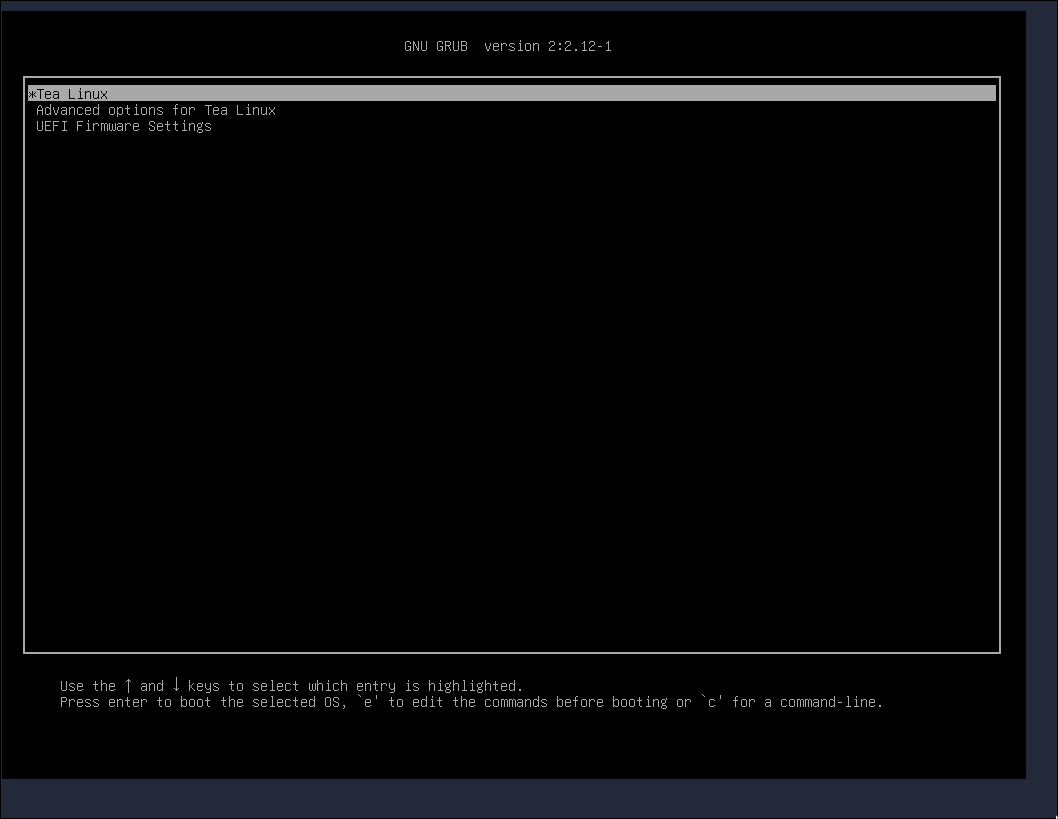 GNU GRUB  version 2:2.12-1
*Tea Linux
Advanced options for Tea Linux
UEFI Firmware Settings
Use the ↑ and ↓ keys to select which entry is highlighted.
Press enter to boot the selected OS, `e' to edit the commands before booting or `c' for a command-line.